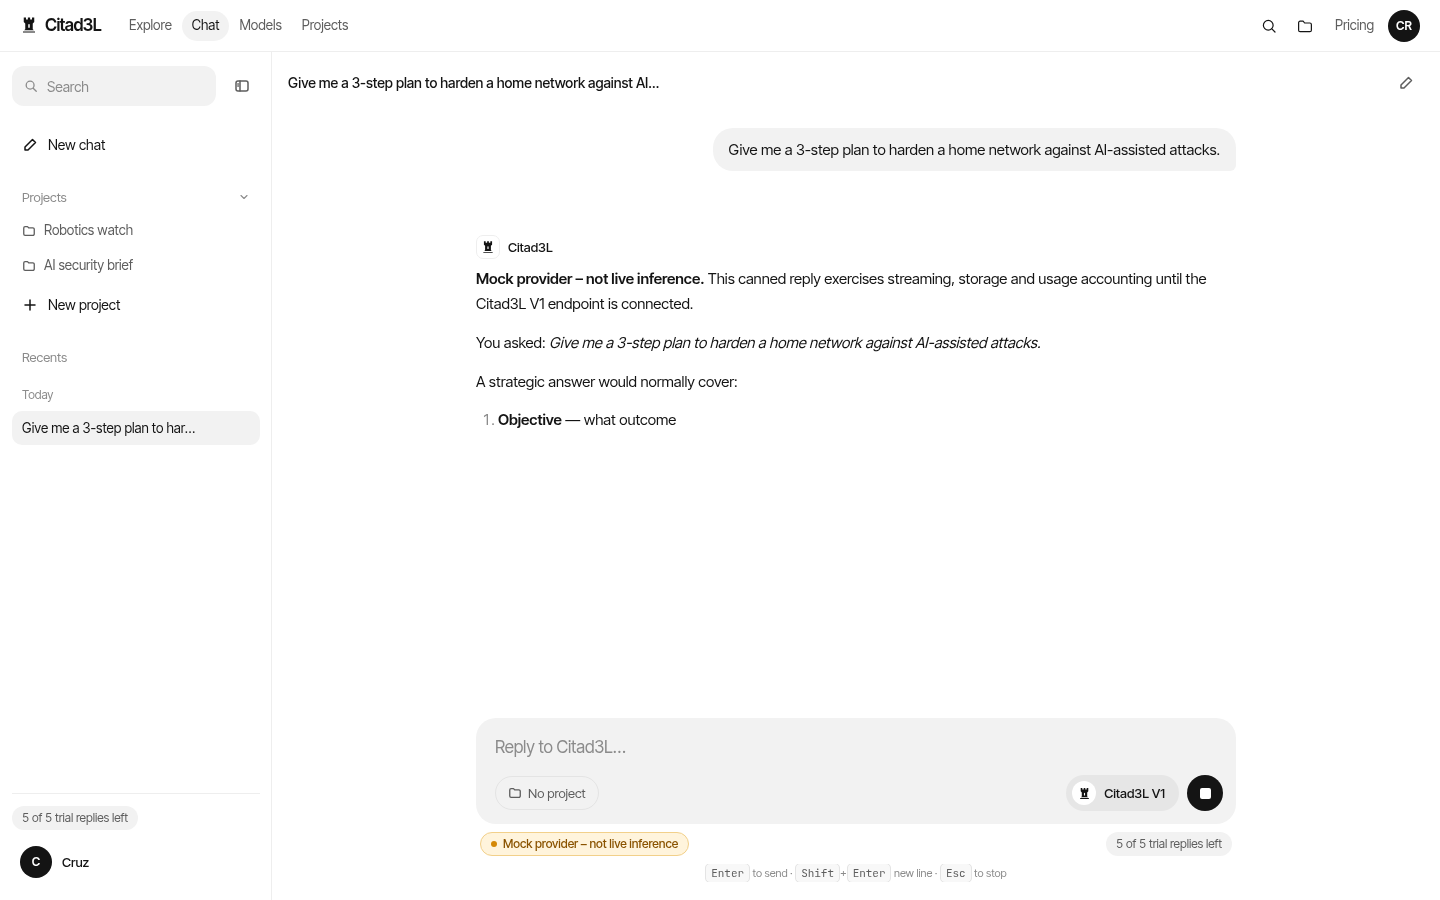 Citad3L
Explore
Chat
Models
Projects
Pricing
CR
Search
New chat
Projects
Robotics watch
AI security brief
New project
Recents
Today
Give me a 3-step plan to har...
5 of 5 trial replies left
C
Cruz
Give me a 3-step plan to harden a home network against AI...
Give me a 3-step plan to harden a home network against AI-assisted attacks.
Citad3L
Mock provider – not live inference. This canned reply exercises streaming, storage and usage accounting until the
Citad3L V1 endpoint is connected.
You asked: Give me a 3-step plan to harden a home network against AI-assisted attacks.
A strategic answer would normally cover:
1. Objective — what outcome
Reply to Citad3L...
No project
Citad3L V1
Mock provider – not live inference
5 of 5 trial replies left
Enter to send · Shift + Enter new line · Esc to stop